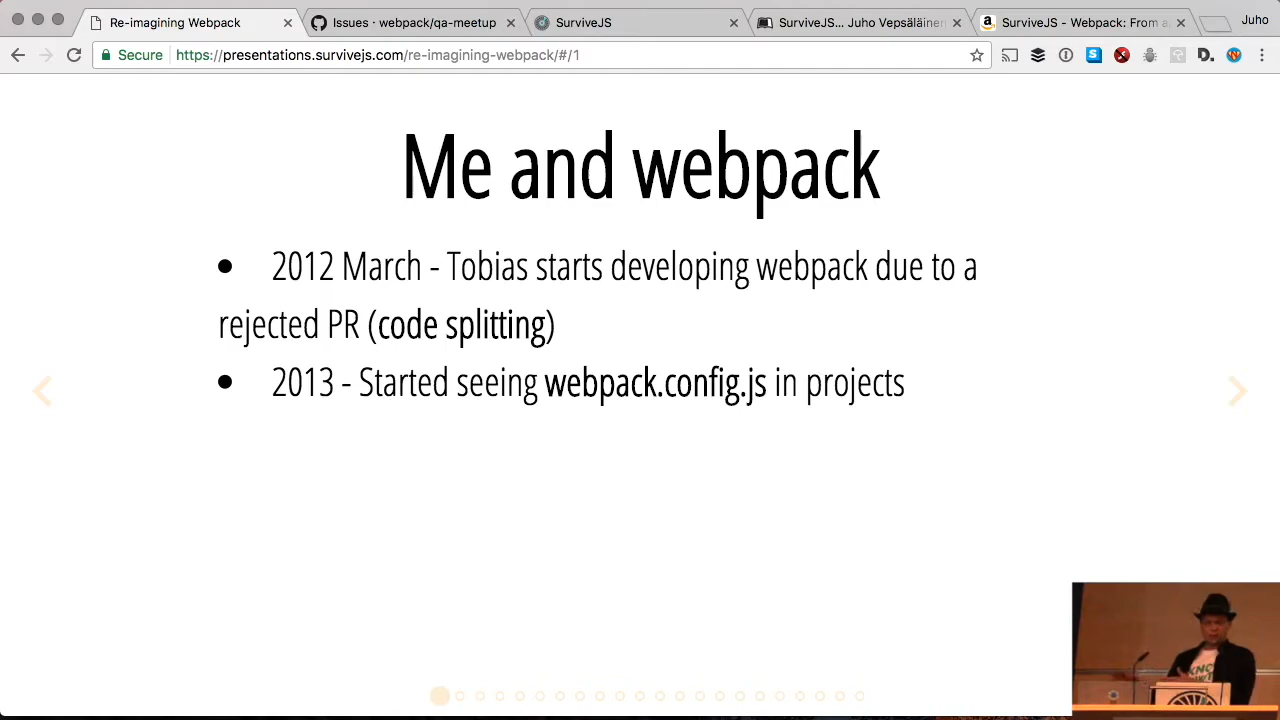 Re-imagining Webpack
Issues · webpack/qa-meetup
SurviveJS
SurviveJS... Juho Vepsäläinen
SurviveJS - Webpack: From a
Juho
Secure
https://presentations.survivejs.com/re-imagining-webpack/#/1
Me and webpack
2012 March - Tobias starts developing webpack due to a
rejected PR (code splitting)
2013 - Started seeing webpack.config.js in projects